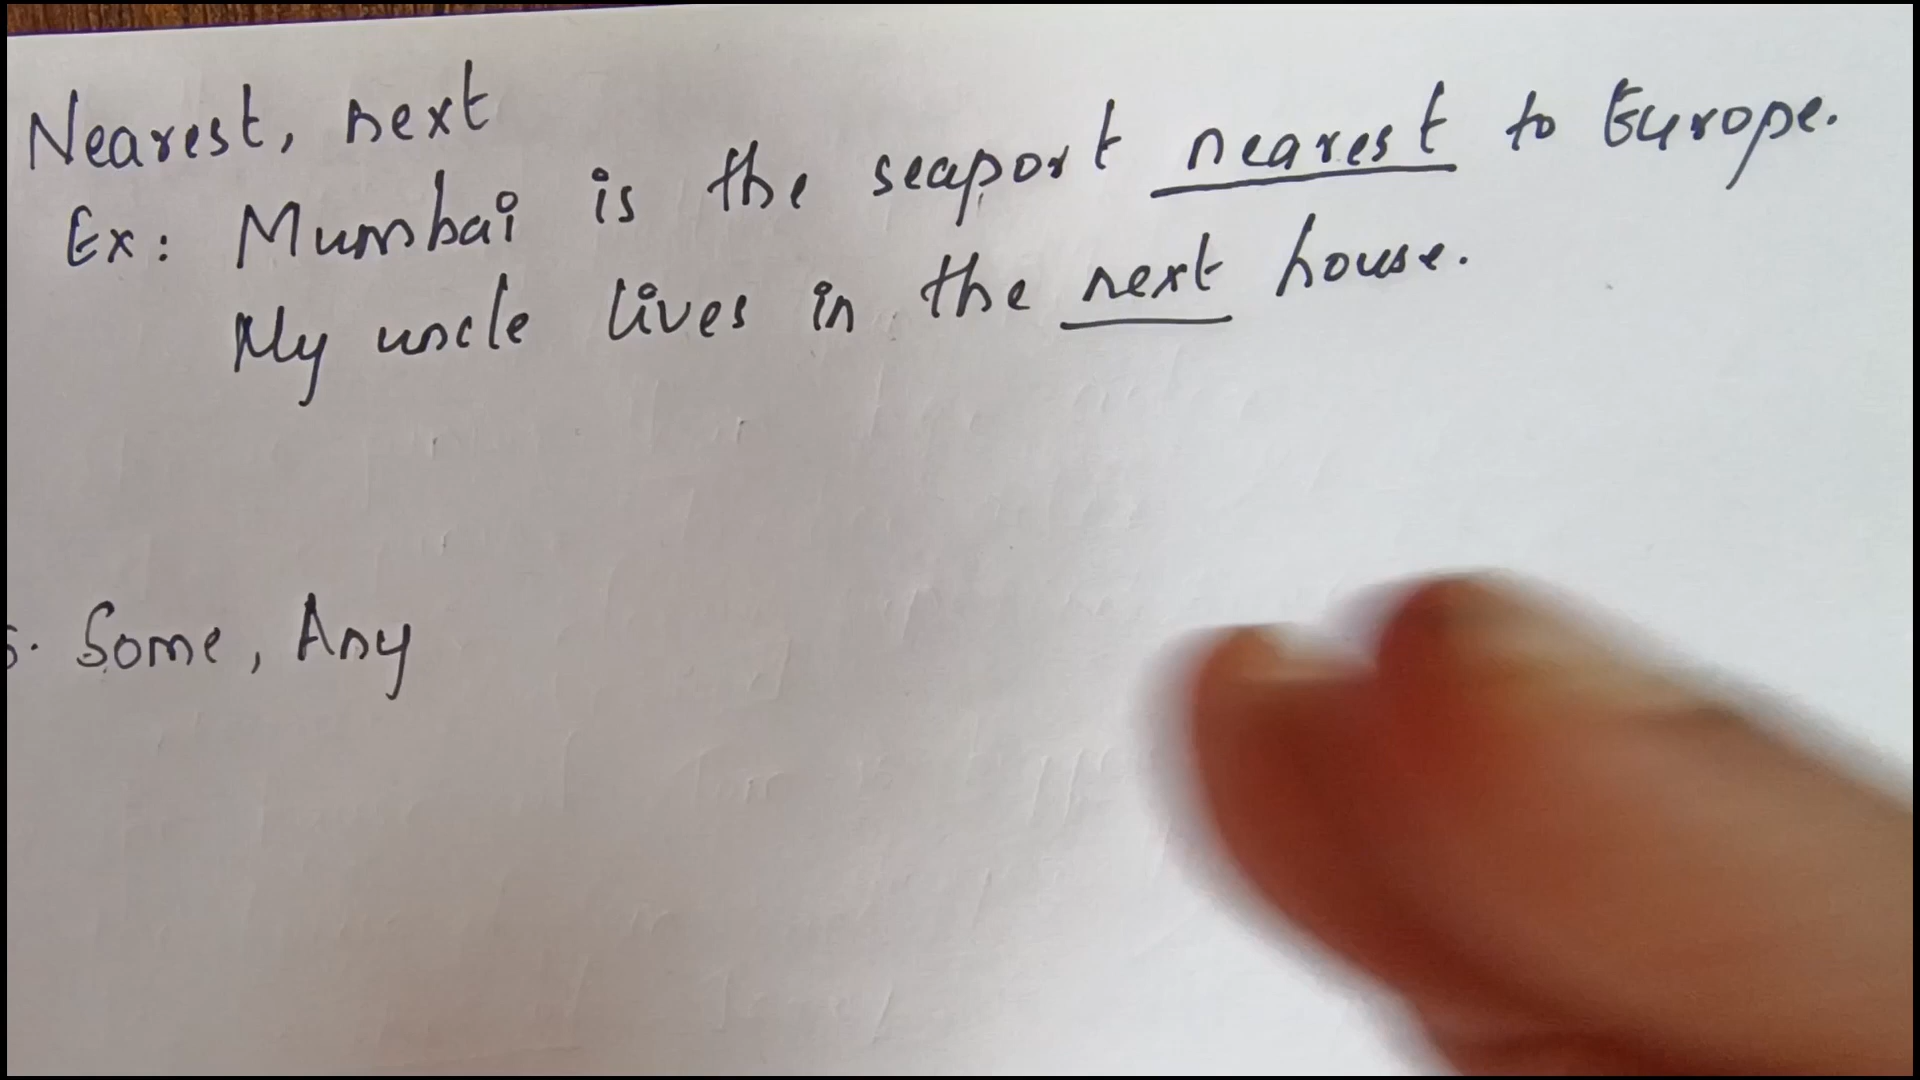 Nearest, next
Ex: Mumbai is the seaport nearest to Europe.
My uncle lives in the next house.
5. Some, Any